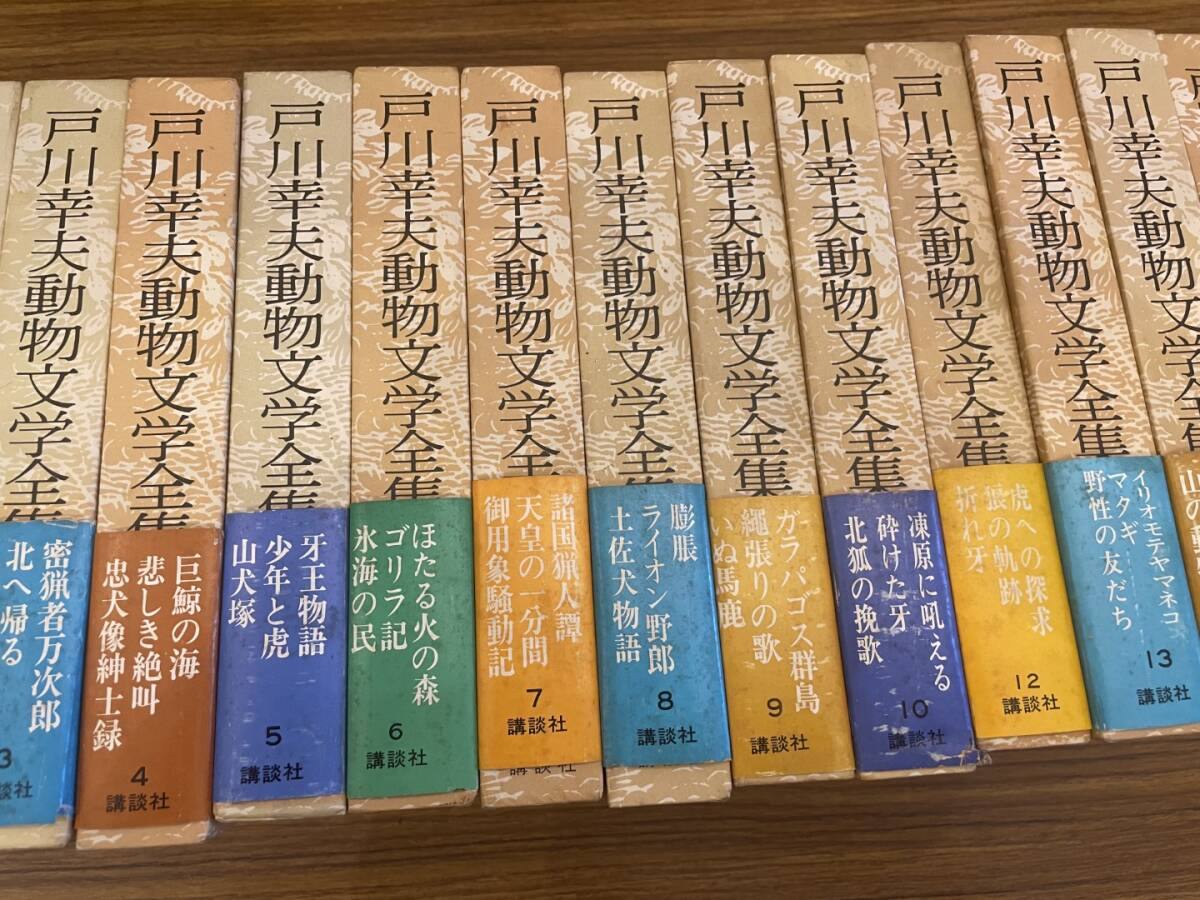 戸川幸夫動物文学全集
密猟者万次郎
北へ帰る
3
談社
戸川幸夫動物文学全集
巨鯨の海
悲しき絶叫
忠犬像紳士録
4
講談社
戸川幸夫動物文学全集
牙王物語
少年と虎
山犬塚
5
講談社
戸川幸夫動物文学全集
ほたる火の森
ゴリラ記
氷海の民
6
講談社
戸川幸夫動物文学全集
諸国猟人譚
天皇の一分間
御用象騒動記
7
講談社
講談社
戸川幸夫動物文学全集
膨脹
ライオン野郎
土佐犬物語
8
講談社
戸川幸夫動物文学全集
ガラパゴス群島
縄張りの歌
いぬ馬鹿
9
講談社
戸川幸夫動物文学全集
凍原に吼える
砕けた牙
北狐の挽歌
10
講談社
戸川幸夫動物文学全集
虎への探求
狼の軌跡
折れ牙
12
講談社
戸川幸夫動物文学全集
イリオモテヤマネコ
マタギ
野性の友だち
13
講談社
戸川幸夫動物文学全
山の